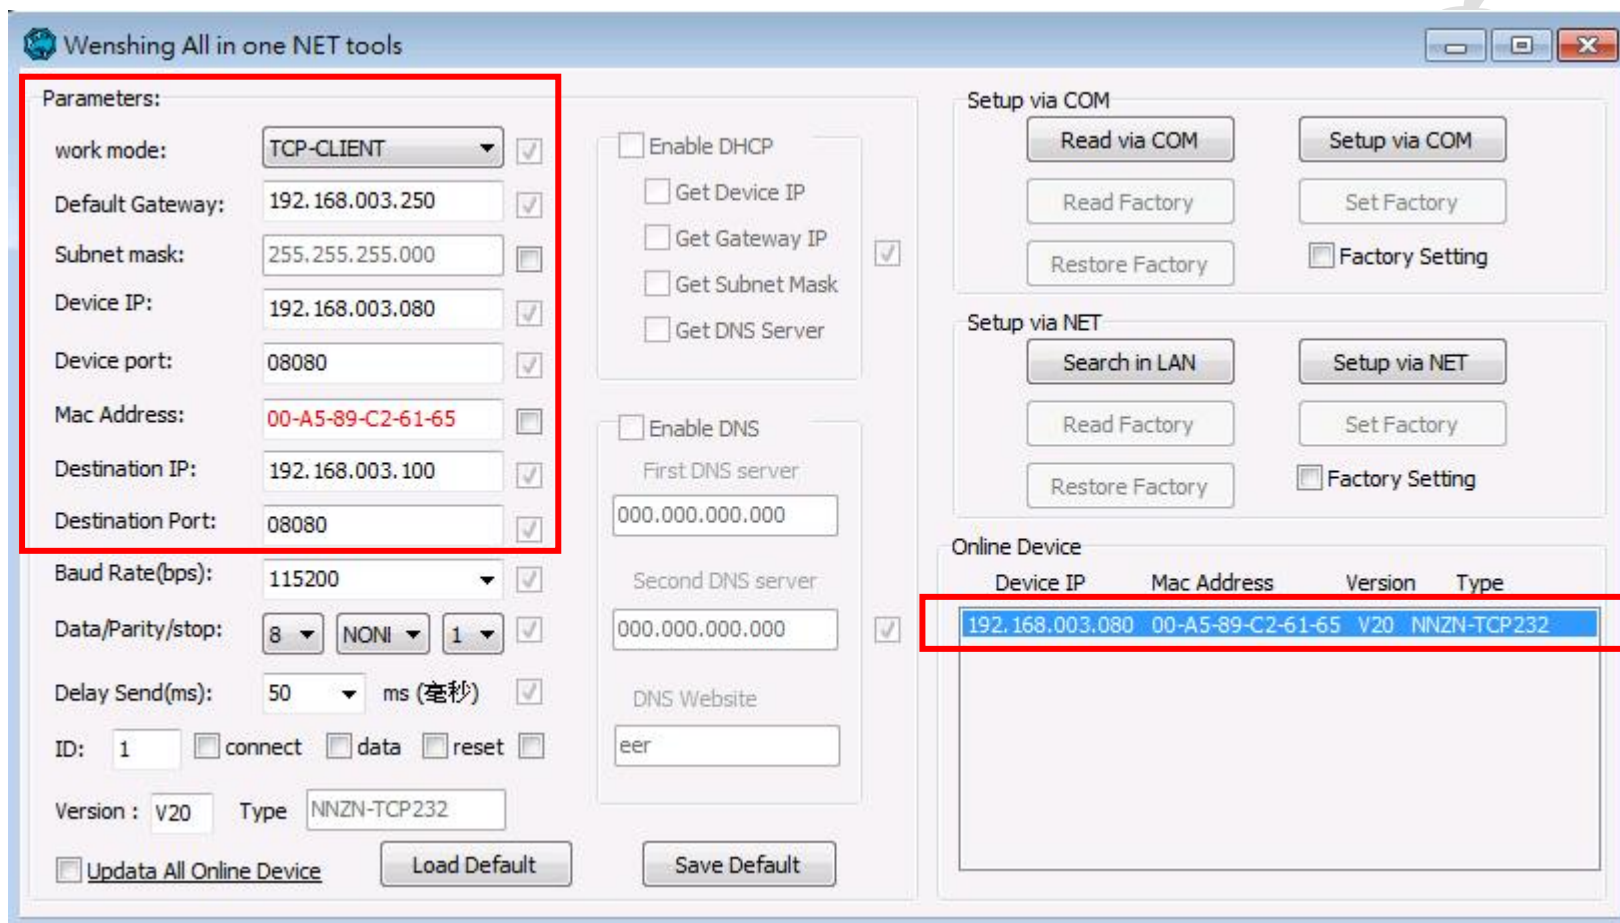 Wenshing All in one NET tools
Parameters:
work mode: TCP-CLIENT
Default Gateway: 192.168.003.250
Subnet mask: 255.255.255.000
Device IP: 192.168.003.080
Device port: 08080
Mac Address: 00-A5-89-C2-61-65
Destination IP: 192.168.003.100
Destination Port: 08080
Baud Rate(bps): 115200
Data/Parity/stop: 8 NONI 1
Delay Send(ms): 50 ms (毫秒)
ID: 1 connect data reset
Version : V20 Type NNZN-TCP232
Updata All Online Device Load Default Save Default
Enable DHCP
Get Device IP
Get Gateway IP
Get Subnet Mask
Get DNS Server
Enable DNS
First DNS server
000.000.000.000
Second DNS server
000.000.000.000
DNS Website
eer
Setup via COM
Read via COM Setup via COM
Read Factory Set Factory
Restore Factory Factory Setting
Setup via NET
Search in LAN Setup via NET
Read Factory Set Factory
Restore Factory Factory Setting
Online Device
Device IP Mac Address Version Type
192.168.003.080 00-A5-89-C2-61-65 V20 NNZN-TCP232